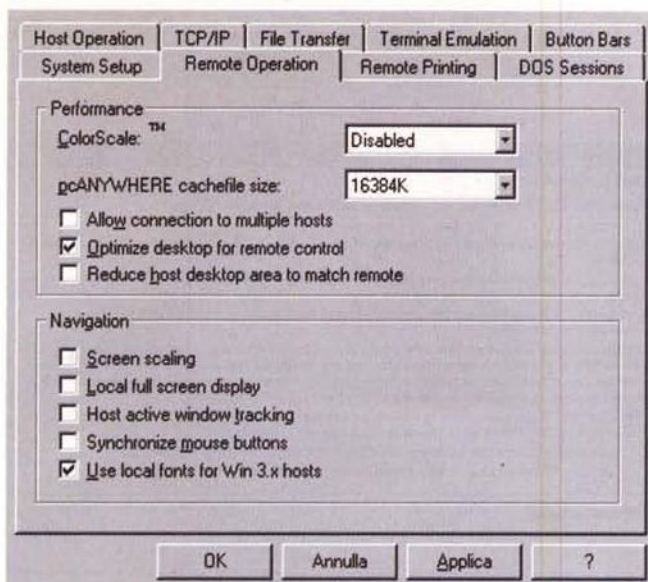 Host Operation TCP/IP File Transfer Terminal Emulation Button Bars
System Setup Remote Operation Remote Printing DOS Sessions
Performance
ColorScale: ™ Disabled
pcANYWHERE cachefile size: 16384K
Allow connection to multiple hosts
Optimize desktop for remote control
Reduce host desktop area to match remote
Navigation
Screen scaling
Local full screen display
Host active window tracking
Synchronize mouse buttons
Use local fonts for Win 3.x hosts
OK Annulla Applica ?